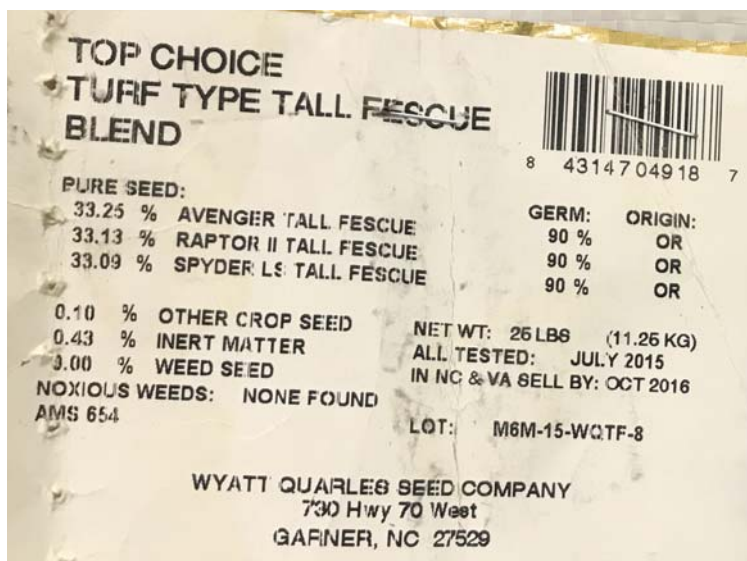 TOP CHOICE
TURF TYPE TALL FESCUE
BLEND
8 43147 04918 7
PURE SEED: GERM: ORIGIN:
33.25 % AVENGER TALL FESCUE 90 % OR
33.13 % RAPTOR II TALL FESCUE 90 % OR
33.09 % SPYDER LS TALL FESCUE 90 % OR
0.10 % OTHER CROP SEED
0.43 % INERT MATTER
0.00 % WEED SEED
NOXIOUS WEEDS: NONE FOUND
AMS 654
NET WT: 25 LBS (11.25 KG)
ALL TESTED: JULY 2015
IN NC & VA SELL BY: OCT 2016
LOT: M6M-15-WQTF-8
WYATT QUARLES SEED COMPANY
730 Hwy 70 West
GARNER, NC 27529